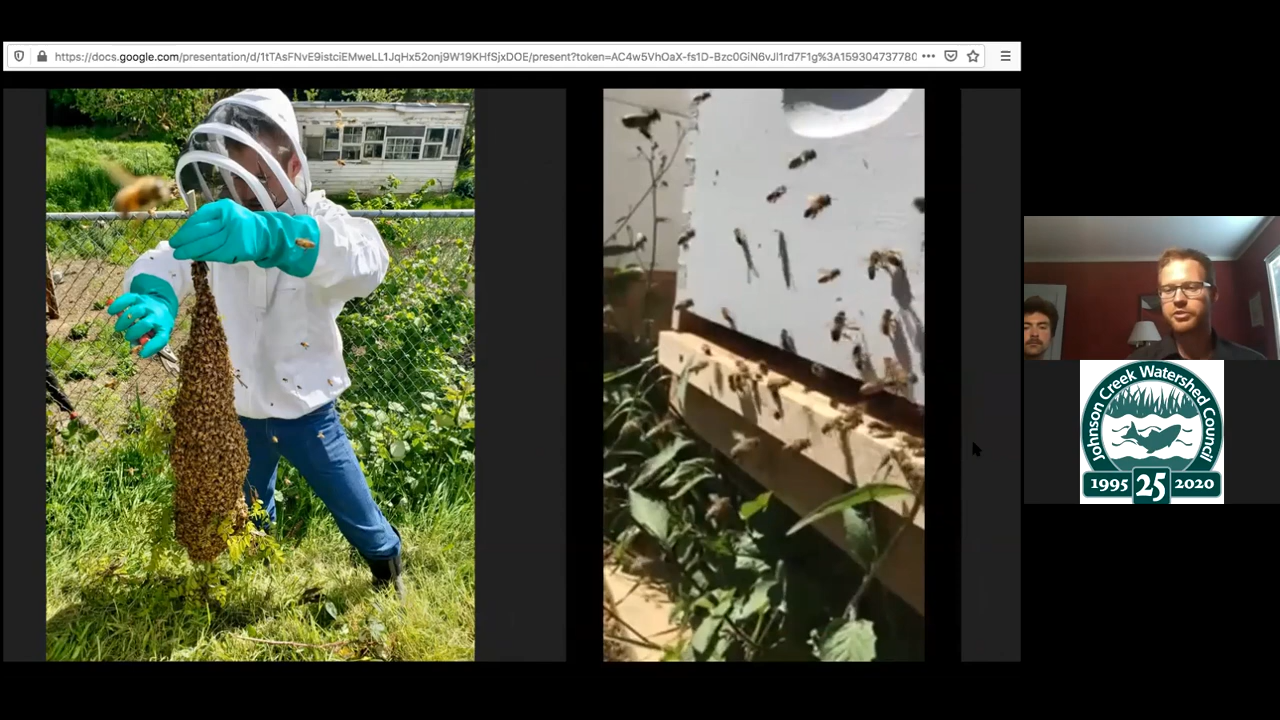 https://docs.google.com/presentation/d/1tTAsFNvE9istciEMweLL1JqHx52onj9W19KHfSjxDOE/present?token=AC4w5VhOaX-fs1D-Bzc0GiN6vJl1rd7F1g%3A159304737780
Johnson Creek Watershed Council
1995 25 2020